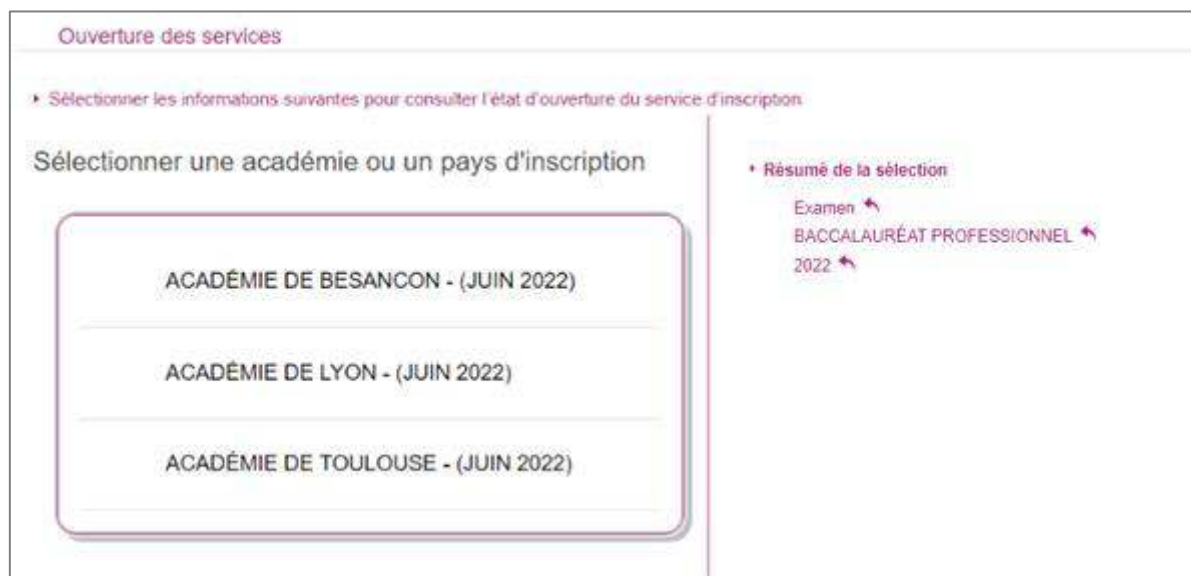 Ouverture des services
Sélectionner les informations suivantes pour consulter l'état d'ouverture du service d'inscription
Sélectionner une académie ou un pays d'inscription
ACADÉMIE DE BESANCON - (JUIN 2022)
ACADÉMIE DE LYON - (JUIN 2022)
ACADÉMIE DE TOULOUSE - (JUIN 2022)
Résumé de la sélection
Examen
BACCALAURÉAT PROFESSIONNEL
2022